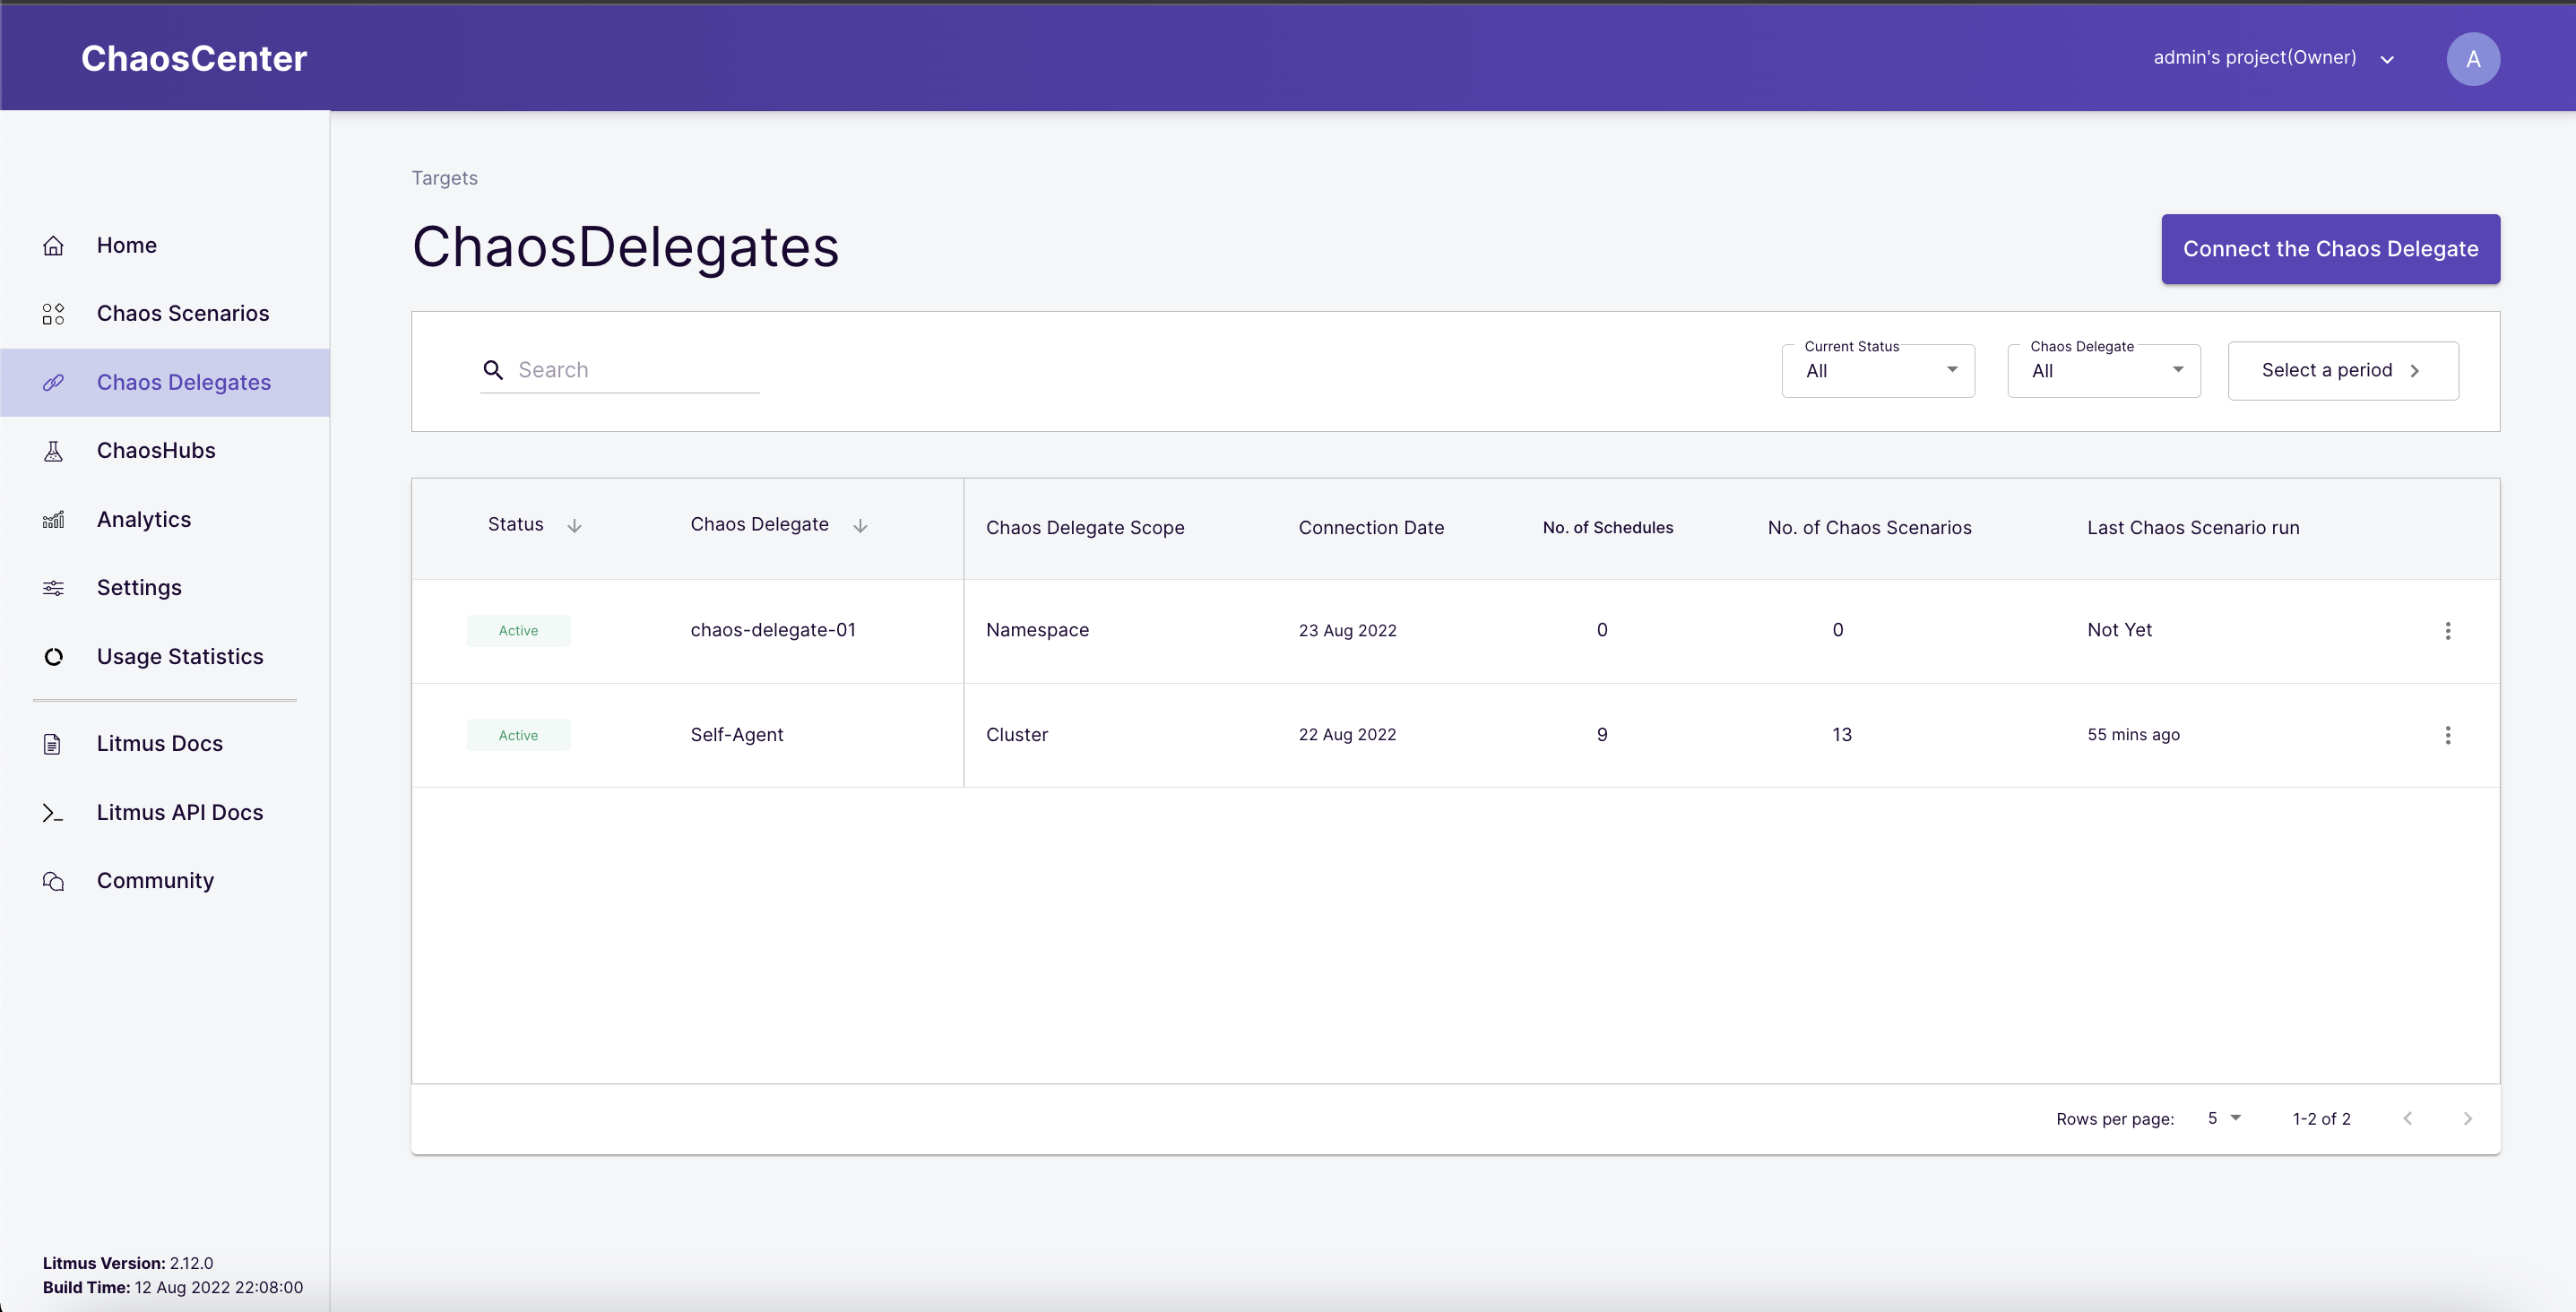 ChaosCenter
admin's project(Owner)
A
Home
Chaos Scenarios
Chaos Delegates
ChaosHubs
Analytics
Settings
Usage Statistics
Litmus Docs
Litmus API Docs
Community
Litmus Version: 2.12.0
Build Time: 12 Aug 2022 22:08:00
Targets
ChaosDelegates
Connect the Chaos Delegate
Search
Current Status
All
Chaos Delegate
All
Select a period
Status Chaos Delegate Chaos Delegate Scope Connection Date No. of Schedules No. of Chaos Scenarios Last Chaos Scenario run
Active chaos-delegate-01 Namespace 23 Aug 2022 0 0 Not Yet
Active Self-Agent Cluster 22 Aug 2022 9 13 55 mins ago
Rows per page: 5 1-2 of 2